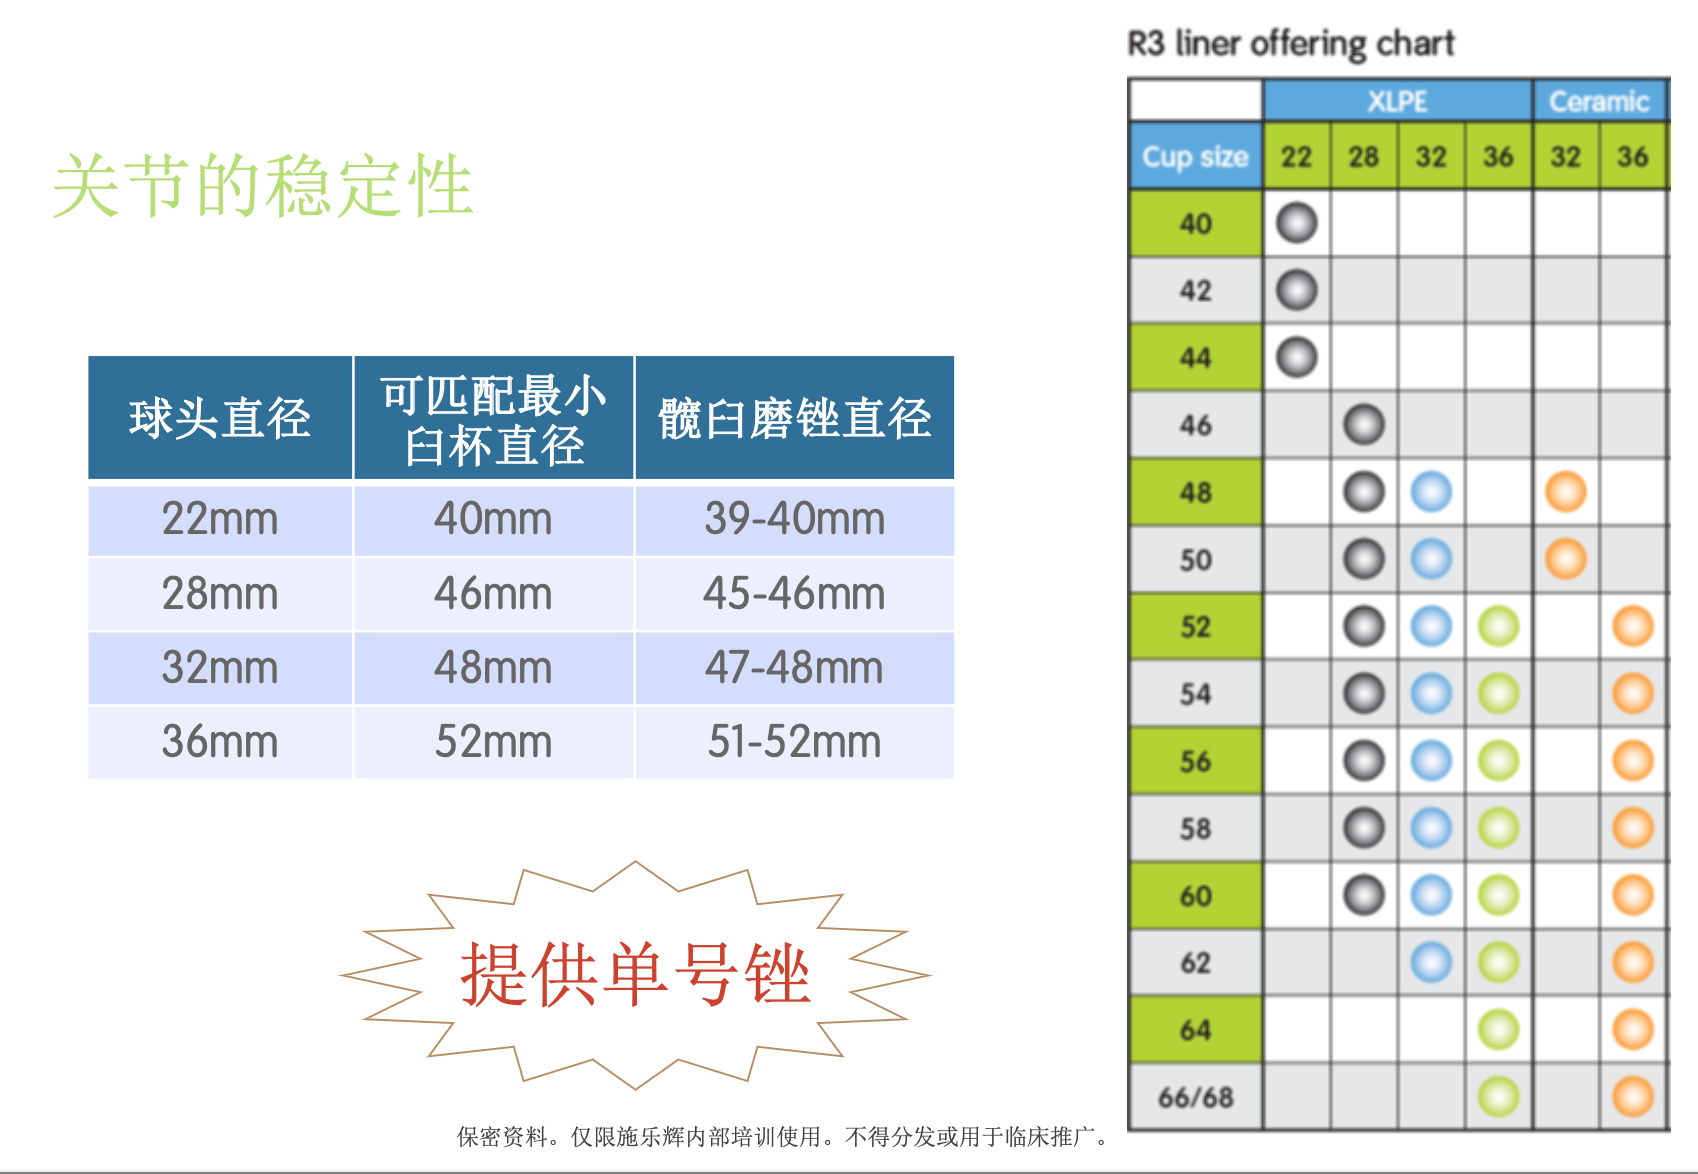 关节的稳定性
球头直径 可匹配最小臼杯直径 髋臼磨锉直径
22mm 40mm 39-40mm
28mm 46mm 45-46mm
32mm 48mm 47-48mm
36mm 52mm 51-52mm
提供单号锉
R3 liner offering chart
XLPE Ceramic
Cup size 22 28 32 36 32 36
40
42
44
46
48
50
52
54
56
58
60
62
64
66/68
保密资料。仅限施乐辉内部培训使用。不得分发或用于临床推广。